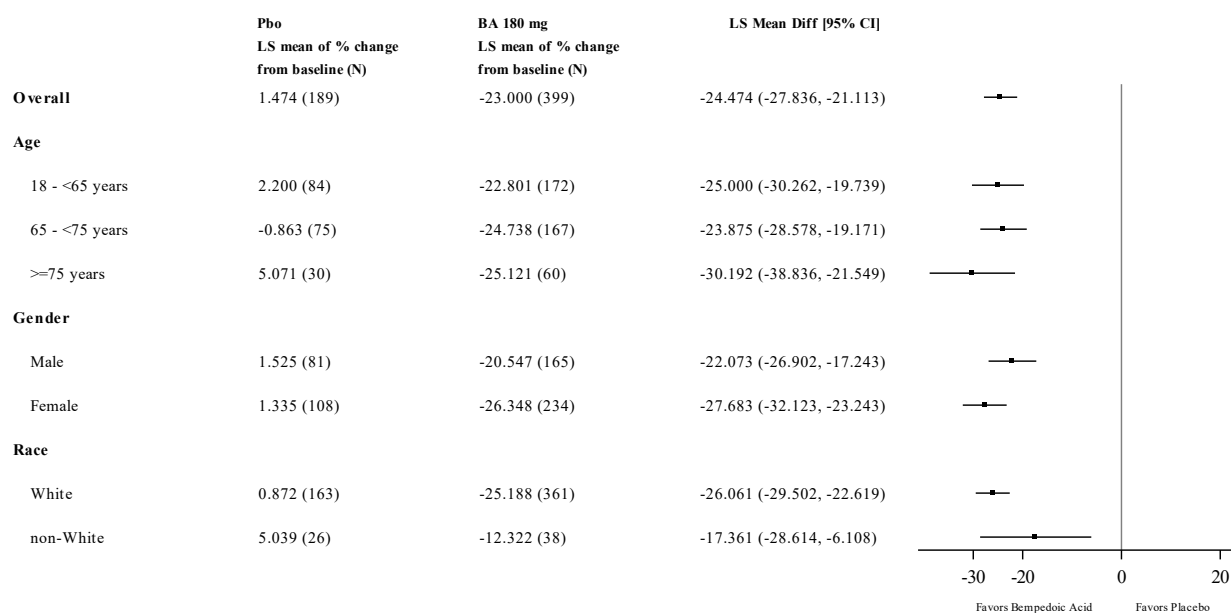 Pbo BA 180 mg LS Mean Diff [95% CI]
LS mean of % change LS mean of % change
from baseline (N) from baseline (N)
Overall 1.474 (189) -23.000 (399) -24.474 (-27.836, -21.113)
Age
18 - <65 years 2.200 (84) -22.801 (172) -25.000 (-30.262, -19.739)
65 - <75 years -0.863 (75) -24.738 (167) -23.875 (-28.578, -19.171)
>=75 years 5.071 (30) -25.121 (60) -30.192 (-38.836, -21.549)
Gender
Male 1.525 (81) -20.547 (165) -22.073 (-26.902, -17.243)
Female 1.335 (108) -26.348 (234) -27.683 (-32.123, -23.243)
Race
White 0.872 (163) -25.188 (361) -26.061 (-29.502, -22.619)
non-White 5.039 (26) -12.322 (38) -17.361 (-28.614, -6.108)
-30 -20 0 20
Favors Bempedoic Acid Favors Placebo